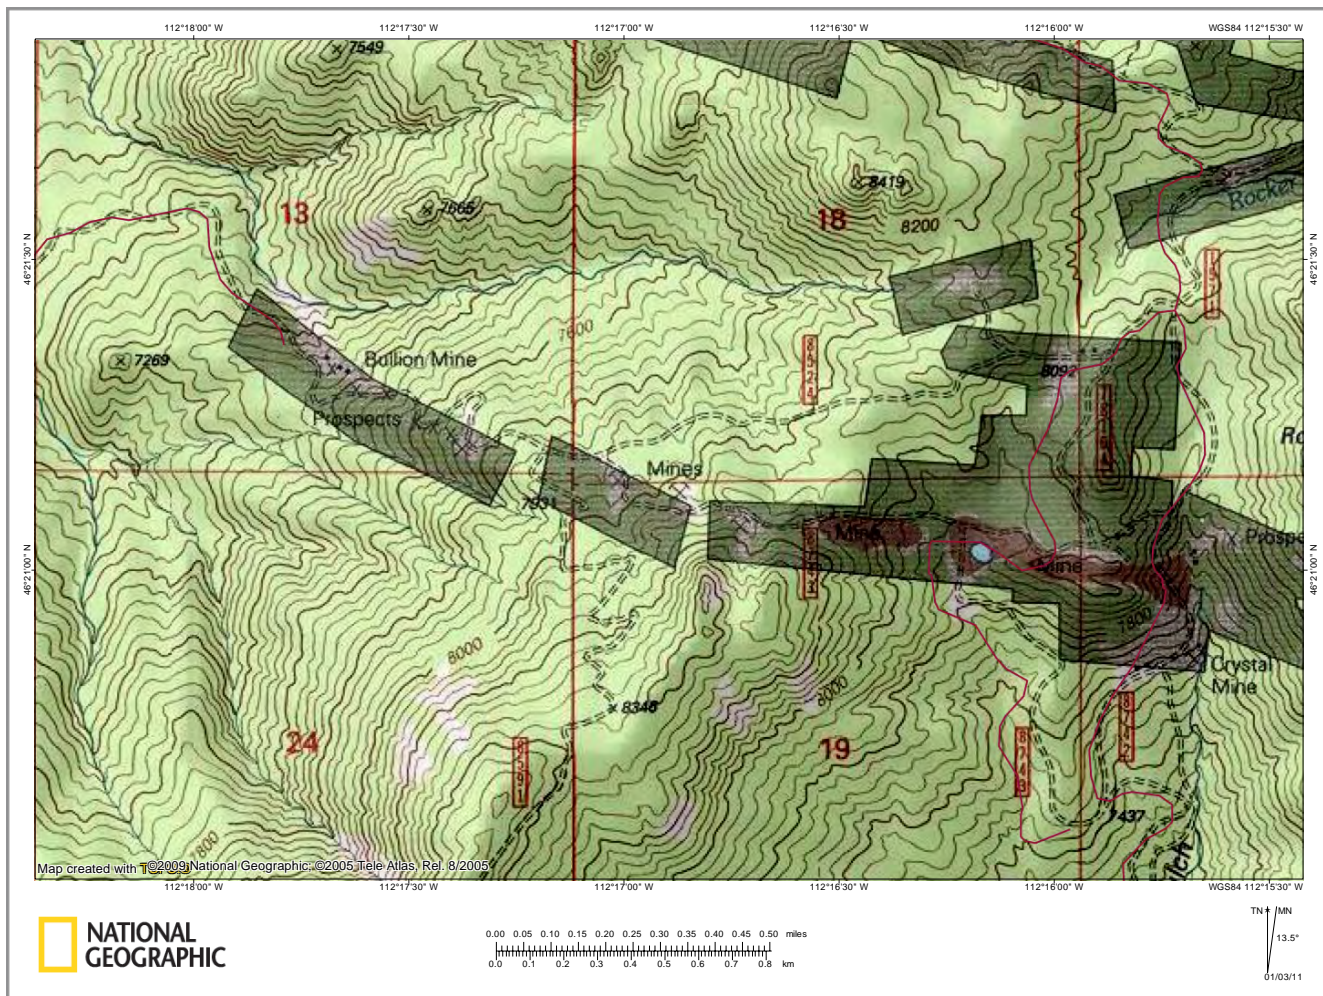 112°18'00" W
112°17'30" W
112°17'00" W
112°16'30" W
112°16'00" W
WGS84 112°15'30" W
7549
13
7665
8419
18
8200
Rocker
46°21'30" N
46°21'30" N
7600
7269
Bullion Mine
8092
8524
Prospects
Mines
7931
Mine
Prospe
46°21'00" N
46°21'00" N
Mine
7800
8000
Crystal
Mine
8000
8346
24
19
8591
8743
8742
7437
7800
Map created with
©2009 National Geographic; ©2005 Tele Atlas, Rel. 8/2005
112°18'00" W
112°17'30" W
112°17'00" W
112°16'30" W
112°16'00" W
WGS84 112°15'30" W
NATIONAL
GEOGRAPHIC
0.00 0.05 0.10 0.15 0.20 0.25 0.30 0.35 0.40 0.45 0.50 miles
0.0 0.1 0.2 0.3 0.4 0.5 0.6 0.7 0.8 km
TN MN
13.5°
01/03/11